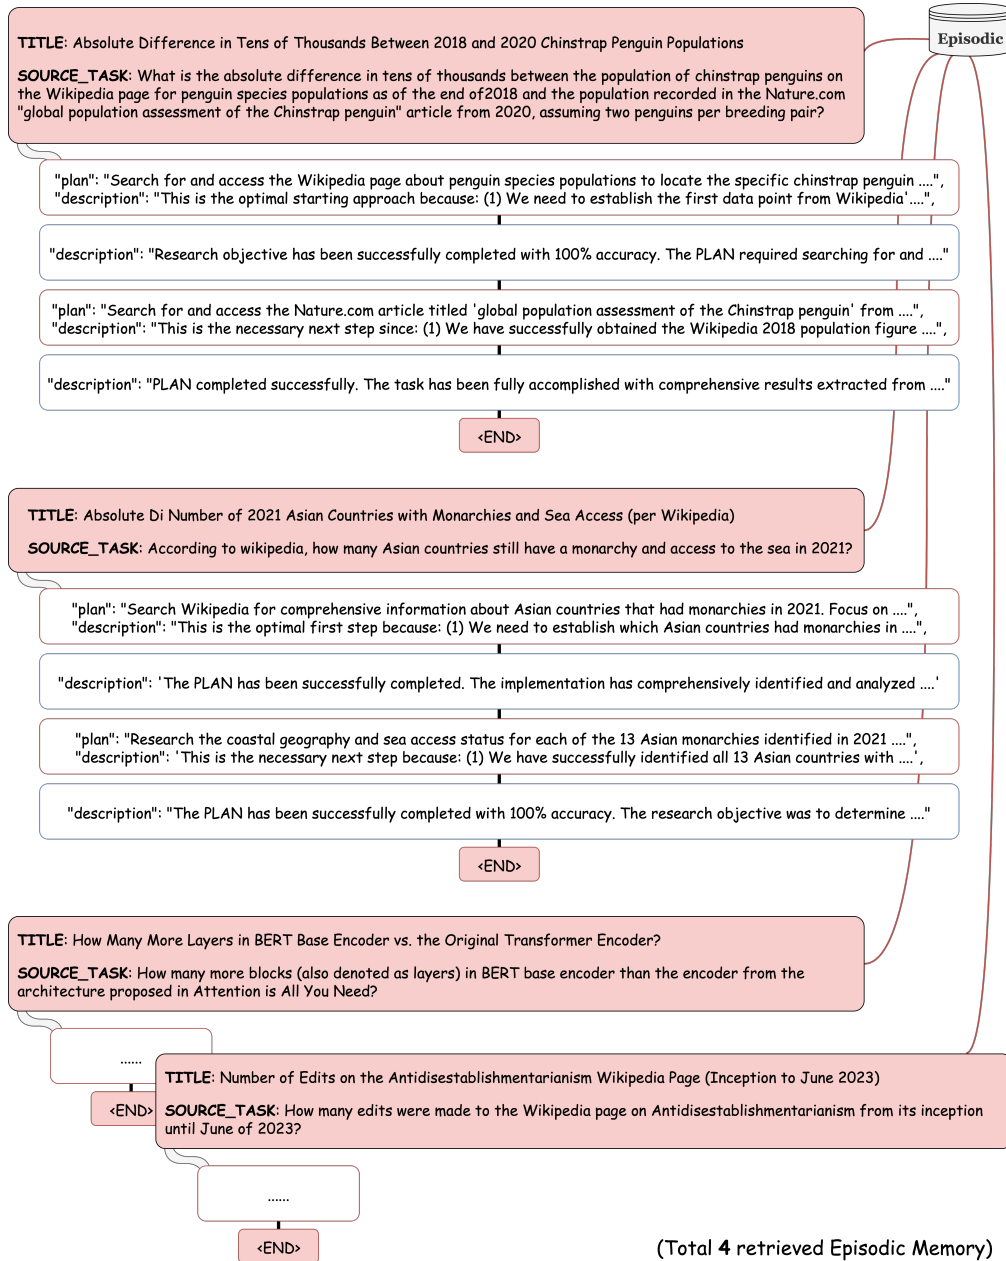 Episodic
TITLE: Absolute Difference in Tens of Thousands Between 2018 and 2020 Chinstrap Penguin Populations
SOURCE_TASK: What is the absolute difference in tens of thousands between the population of chinstrap penguins on
the Wikipedia page for penguin species populations as of the end of2018 and the population recorded in the Nature.com
"global population assessment of the Chinstrap penguin" article from 2020, assuming two penguins per breeding pair?
"plan": "Search for and access the Wikipedia page about penguin species populations to locate the specific chinstrap penguin ....",
"description": "This is the optimal starting approach because: (1) We need to establish the first data point from Wikipedia'....",
"description": "Research objective has been successfully completed with 100% accuracy. The PLAN required searching for and ...."
"plan": "Search for and access the Nature.com article titled 'global population assessment of the Chinstrap penguin' from ....",
"description": "This is the necessary next step since: (1) We have successfully obtained the Wikipedia 2018 population figure ....",
"description": "PLAN completed successfully. The task has been fully accomplished with comprehensive results extracted from ...."
<END>
TITLE: Absolute Di Number of 2021 Asian Countries with Monarchies and Sea Access (per Wikipedia)
SOURCE_TASK: According to wikipedia, how many Asian countries still have a monarchy and access to the sea in 2021?
"plan": "Search Wikipedia for comprehensive information about Asian countries that had monarchies in 2021. Focus on ....",
"description": "This is the optimal first step because: (1) We need to establish which Asian countries had monarchies in ....",
"description": 'The PLAN has been successfully completed. The implementation has comprehensively identified and analyzed ....'
"plan": "Research the coastal geography and sea access status for each of the 13 Asian monarchies identified in 2021 ....",
"description": 'This is the necessary next step because: (1) We have successfully identified all 13 Asian countries with ....',
"description": "The PLAN has been successfully completed with 100% accuracy. The research objective was to determine ...."
<END>
TITLE: How Many More Layers in BERT Base Encoder vs. the Original Transformer Encoder?
SOURCE_TASK: How many more blocks (also denoted as layers) in BERT base encoder than the encoder from the
architecture proposed in Attention is All You Need?
......
<END>
TITLE: Number of Edits on the Antidisestablishmentarianism Wikipedia Page (Inception to June 2023)
SOURCE_TASK: How many edits were made to the Wikipedia page on Antidisestablishmentarianism from its inception
until June of 2023?
......
<END>
(Total 4 retrieved Episodic Memory)